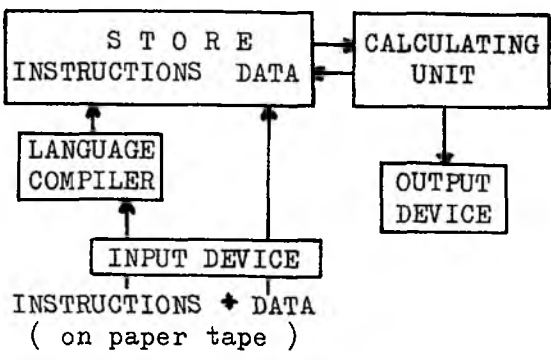 S T O R E
INSTRUCTIONS DATA
CALCULATING
UNIT
LANGUAGE
COMPILER
OUTPUT
DEVICE
INPUT DEVICE
INSTRUCTIONS + DATA
( on paper tape )